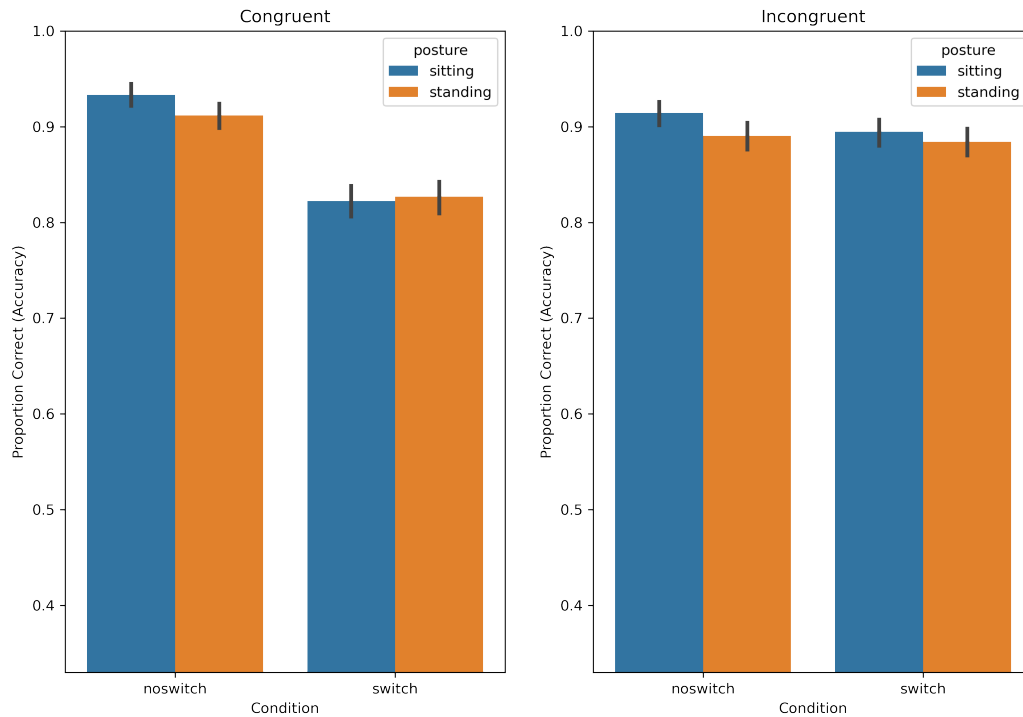 Congruent
posture
sitting
standing
1.0
0.9
0.8
0.7
0.6
0.5
0.4
Proportion Correct (Accuracy)
noswitch switch
Condition
Incongruent
posture
sitting
standing
1.0
0.9
0.8
0.7
0.6
0.5
0.4
Proportion Correct (Accuracy)
noswitch switch
Condition